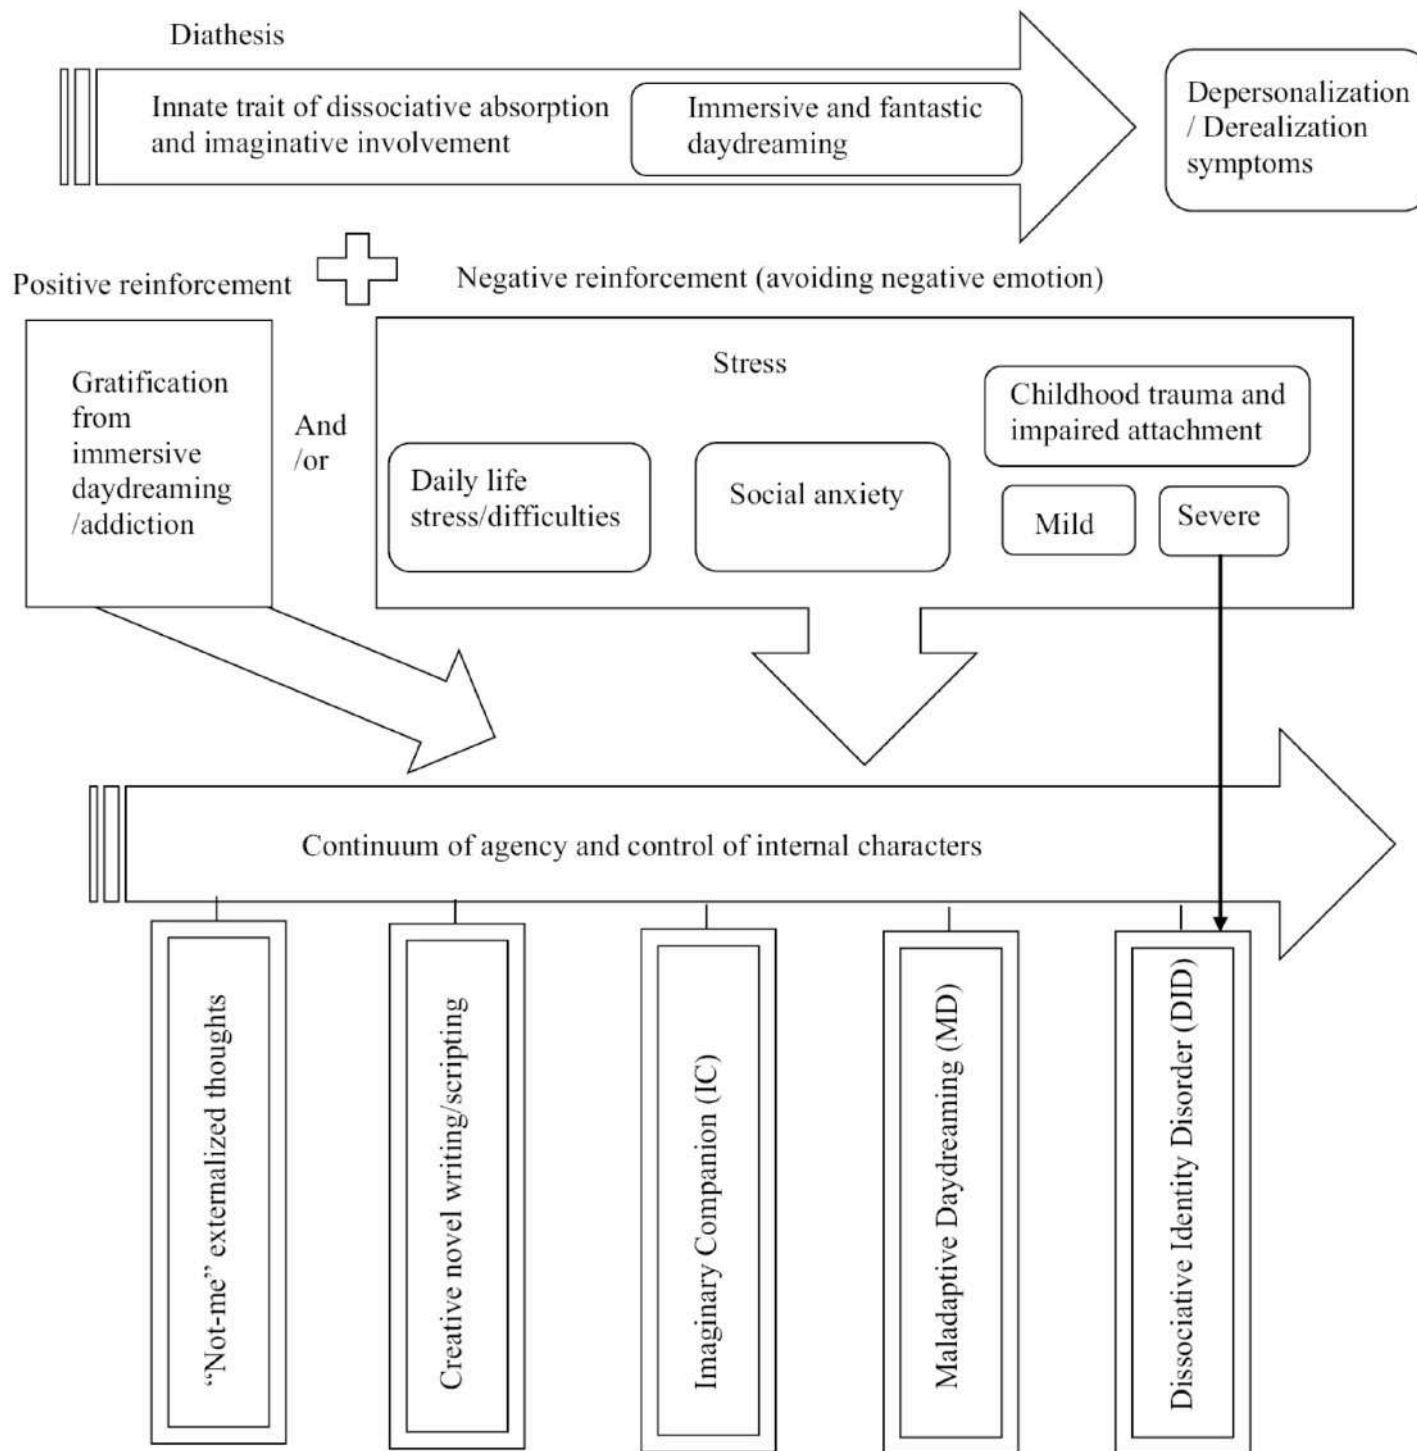 Diathesis
Innate trait of dissociative absorption
and imaginative involvement
Immersive and fantastic
daydreaming
Depersonalization
/ Derealization
symptoms
Positive reinforcement
Negative reinforcement (avoiding negative emotion)
Gratification
from
immersive
daydreaming
/addiction
And
/or
Stress
Daily life
stress/difficulties
Social anxiety
Childhood trauma and
impaired attachment
Mild
Severe
Continuum of agency and control of internal characters
“Not-me” externalized thoughts
Creative novel writing/scripting
Imaginary Companion (IC)
Maladaptive Daydreaming (MD)
Dissociative Identity Disorder (DID)